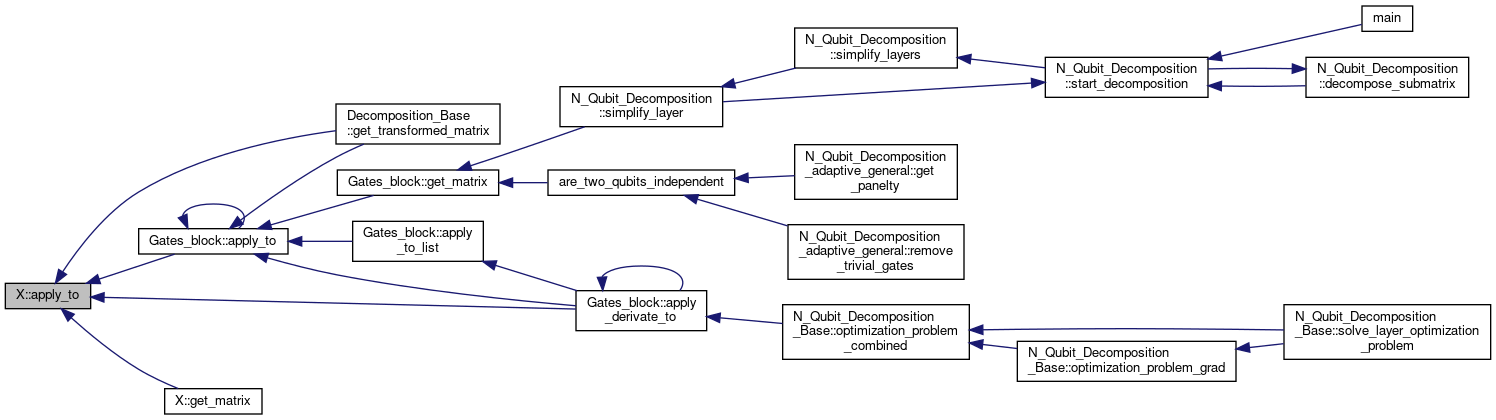 main
N_Qubit_Decomposition
::simplify_layers
N_Qubit_Decomposition
::start_decomposition
N_Qubit_Decomposition
::decompose_submatrix
N_Qubit_Decomposition
::simplify_layer
Decomposition_Base
::get_transformed_matrix
N_Qubit_Decomposition
_adaptive_general::get
_panelty
Gates_block::get_matrix
are_two_qubits_independent
Gates_block::apply_to
Gates_block::apply
_to_list
N_Qubit_Decomposition
_adaptive_general::remove
_trivial_gates
X::apply_to
Gates_block::apply
_derivate_to
N_Qubit_Decomposition
_Base::optimization_problem
_combined
N_Qubit_Decomposition
_Base::solve_layer_optimization
_problem
N_Qubit_Decomposition
_Base::optimization_problem_grad
X::get_matrix